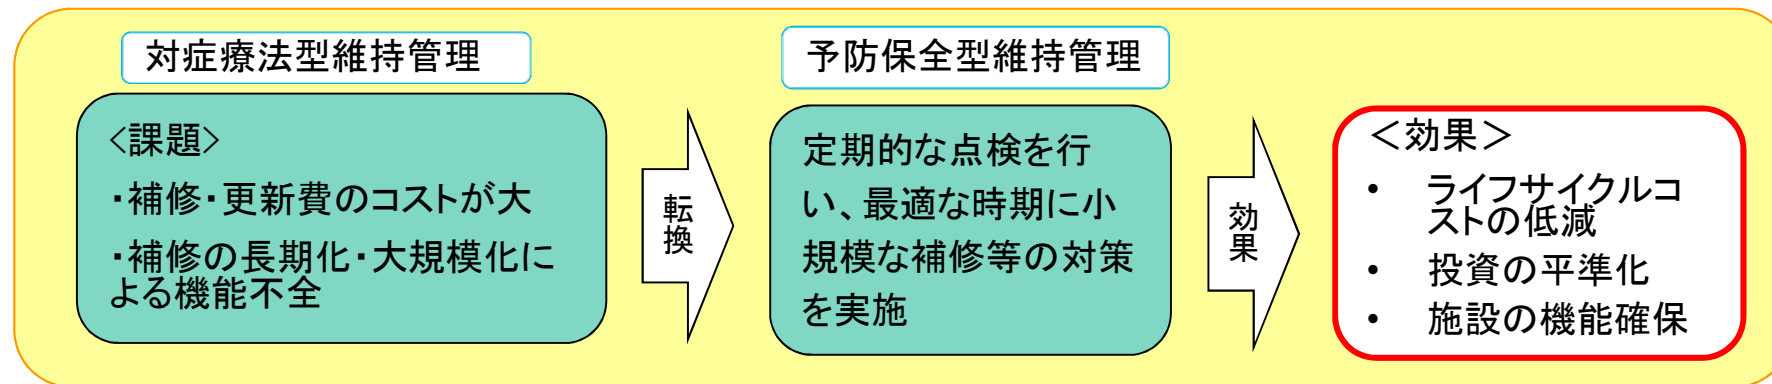 対症療法型維持管理
<課題>
・補修・更新費のコストが大
・補修の長期化・大規模化に
よる機能不全
転換
予防保全型維持管理
定期的な点検を行
い、最適な時期に小
規模な補修等の対策
を実施
効果
＜効果＞
• ライフサイクルコ
ストの低減
• 投資の平準化
• 施設の機能確保